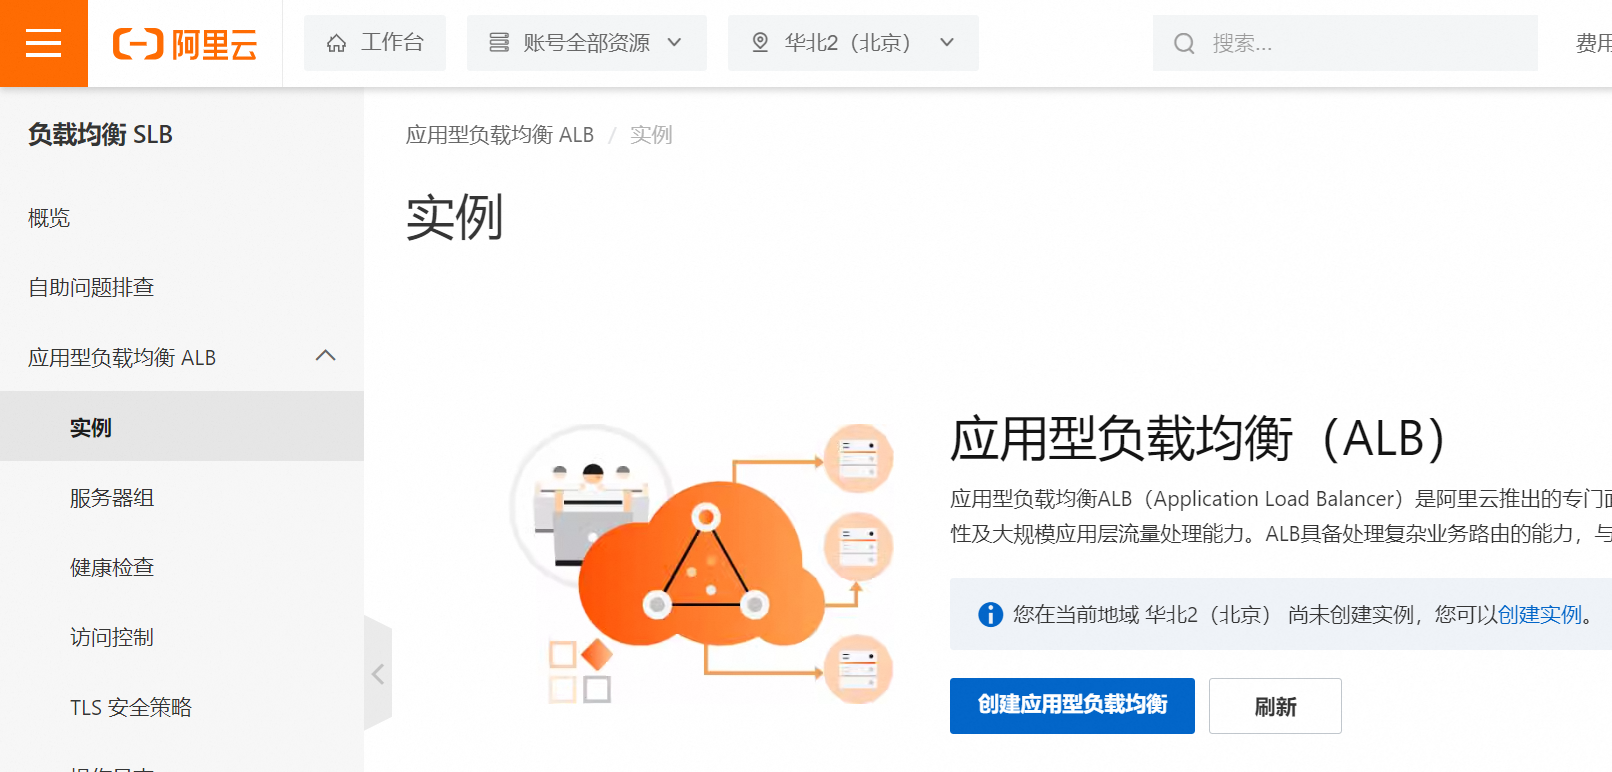 阿里云
工作台
账号全部资源
华北2（北京）
搜索...
费用
负载均衡 SLB
概览
自助问题排查
应用型负载均衡 ALB
实例
服务器组
健康检查
访问控制
TLS 安全策略
应用型负载均衡 ALB / 实例
实例
应用型负载均衡（ALB）
应用型负载均衡ALB（Application Load Balancer）是阿里云推出的专门
性及大规模应用层流量处理能力。ALB具备处理复杂业务路由的能力，与
您在当前地域 华北2（北京） 尚未创建实例，您可以创建实例。
创建应用型负载均衡
刷新